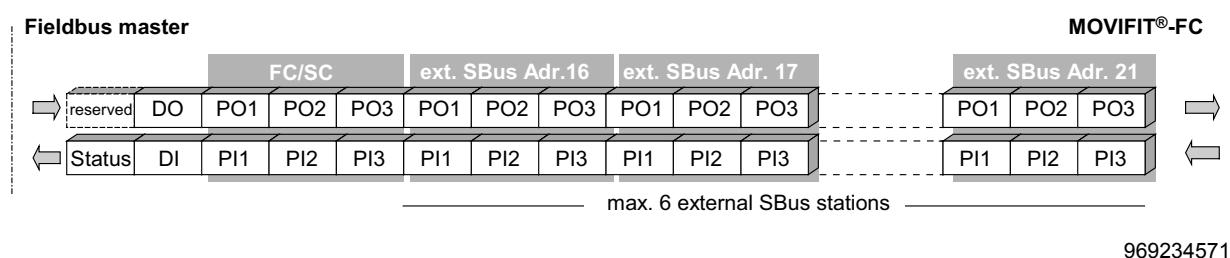 Fieldbus master MOVIFIT®-FC
FC/SC ext. SBus Adr.16 ext. SBus Adr. 17 ext. SBus Adr. 21
reserved DO PO1 PO2 PO3 PO1 PO2 PO3 PO1 PO2 PO3 PO1 PO2 PO3
Status DI PI1 PI2 PI3 PI1 PI2 PI3 PI1 PI2 PI3 PI1 PI2 PI3
max. 6 external SBus stations
969234571